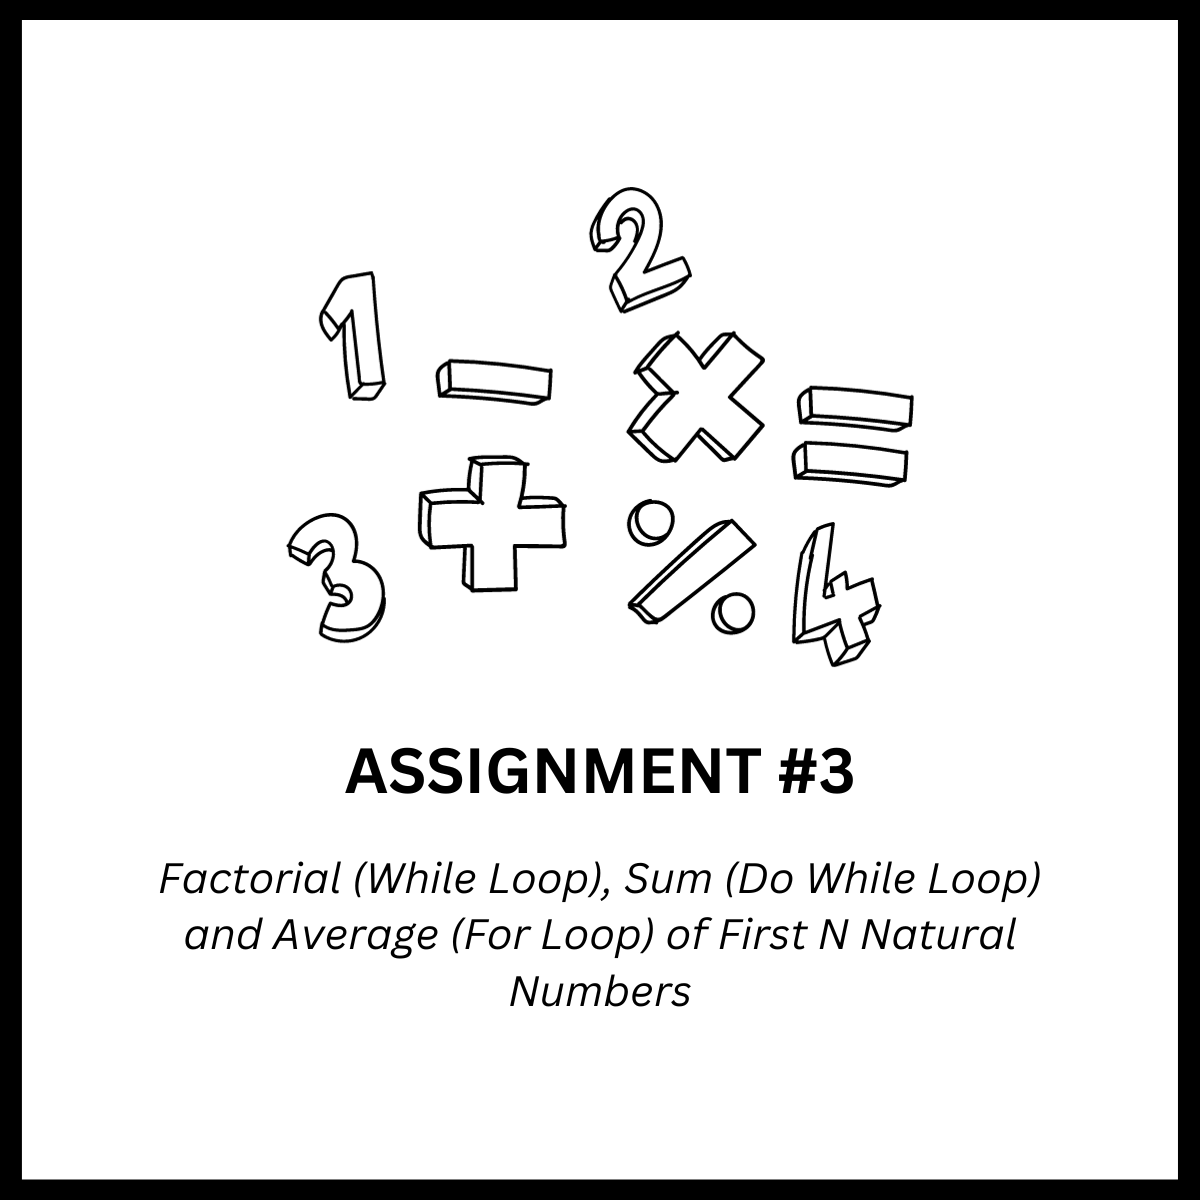 2
1 - × =
3 + % 4
ASSIGNMENT #3
Factorial (While Loop), Sum (Do While Loop)
and Average (For Loop) of First N Natural
Numbers